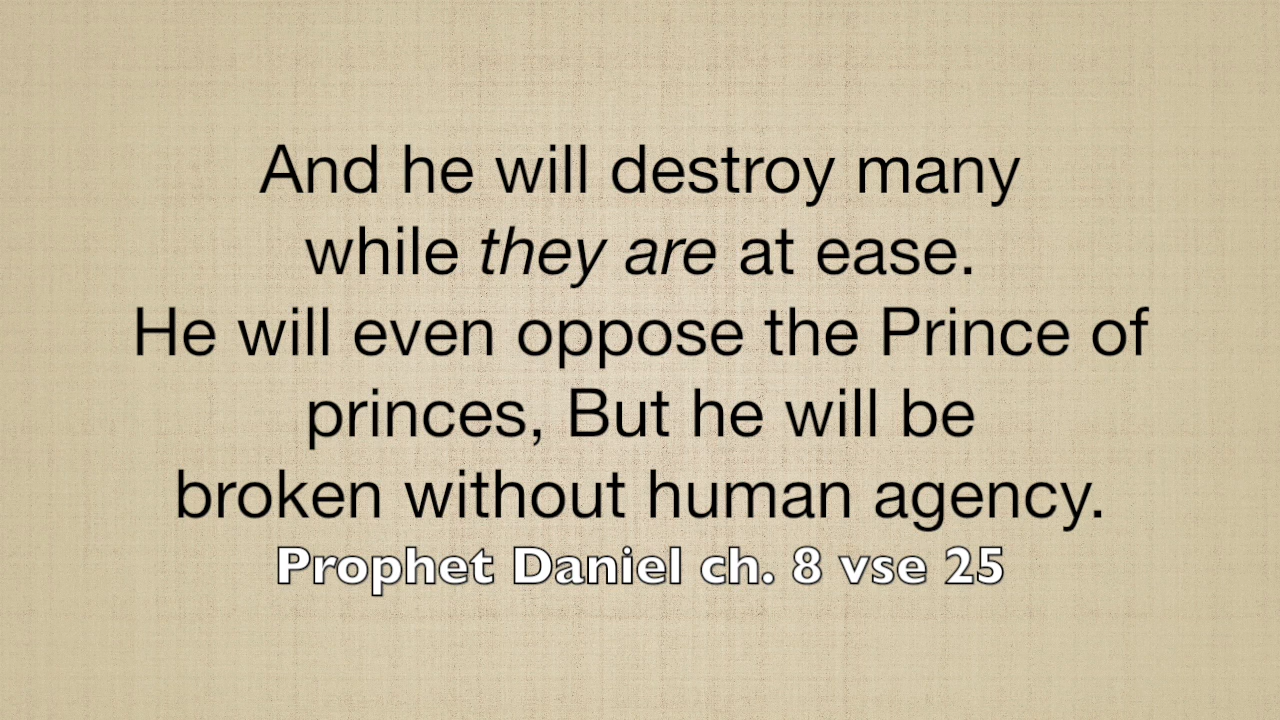 And he will destroy many
while they are at ease.
He will even oppose the Prince of
princes, But he will be
broken without human agency.
Prophet Daniel ch. 8 vse 25